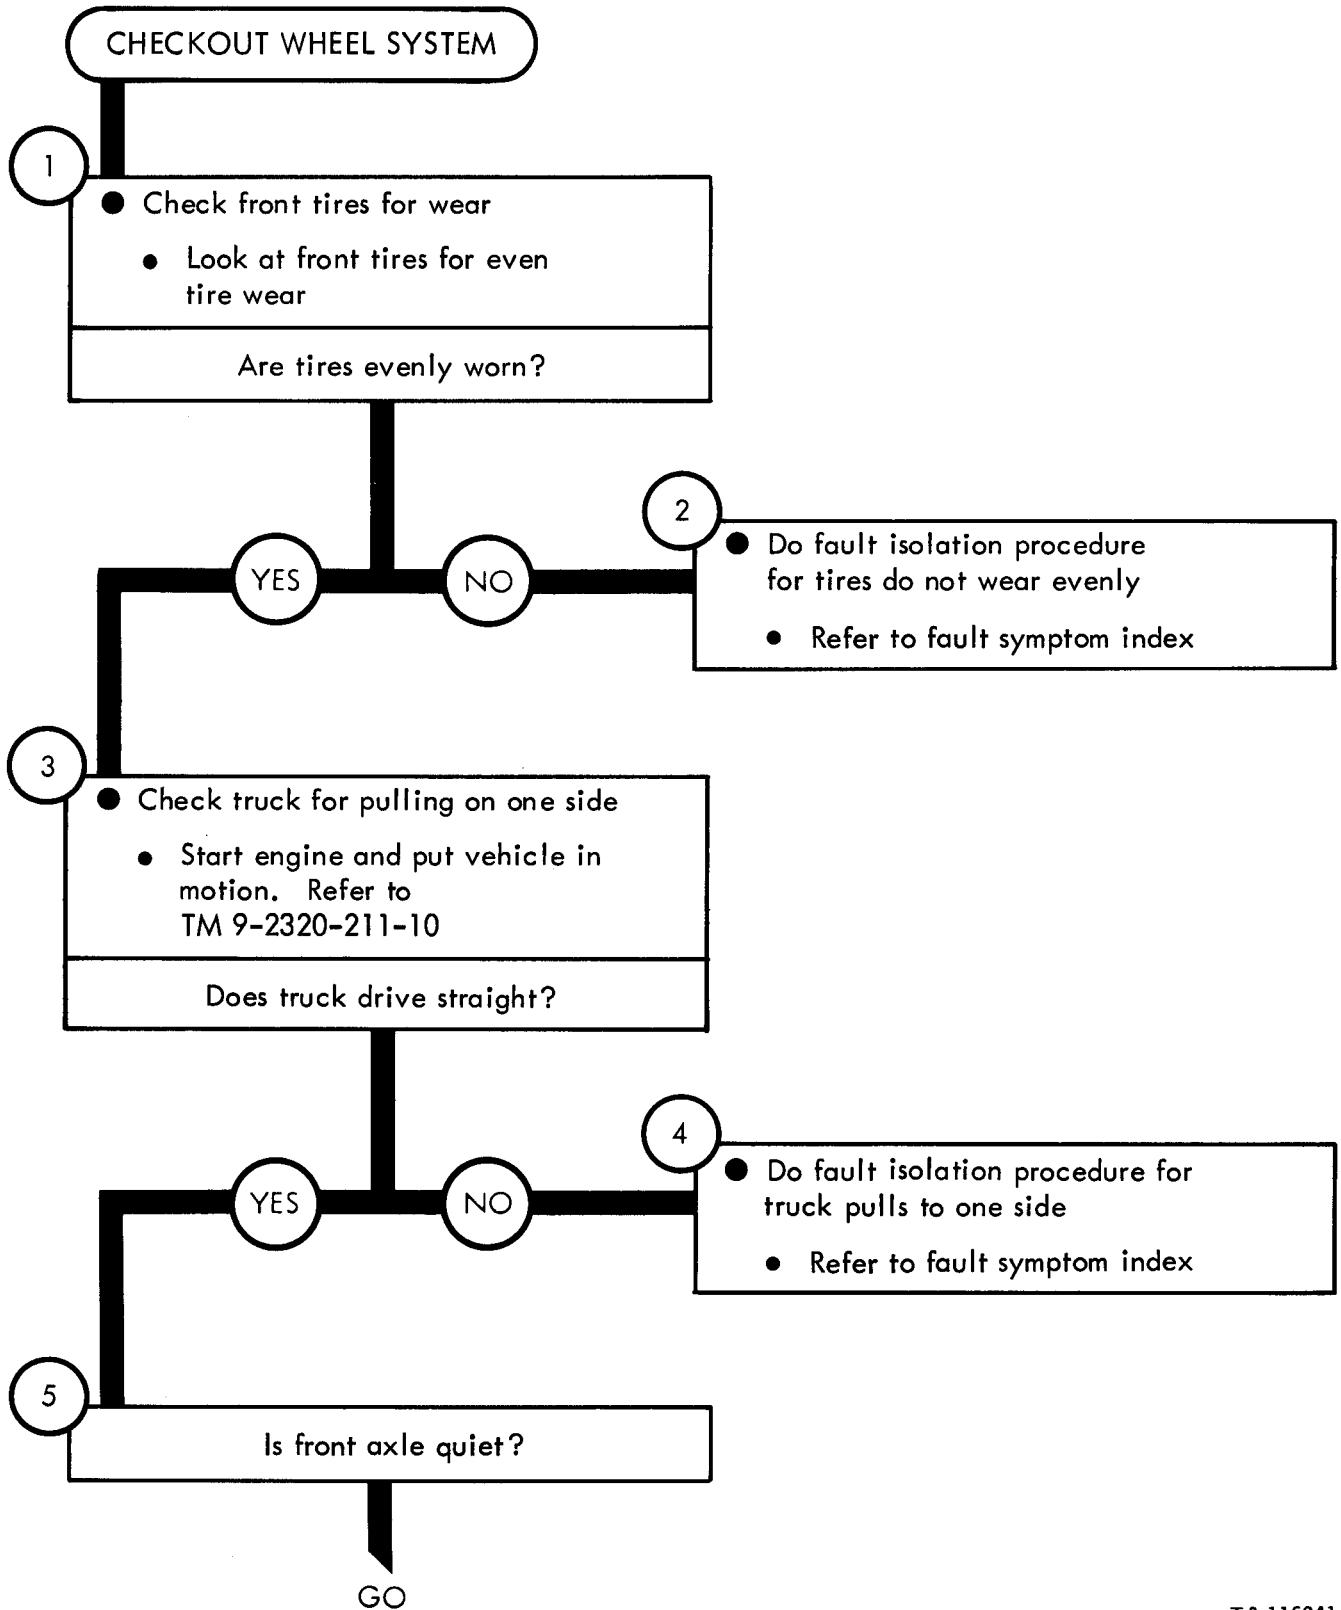 CHECKOUT WHEEL SYSTEM
1
● Check front tires for wear
● Look at front tires for even
tire wear
Are tires evenly worn?
YES
NO
2
● Do fault isolation procedure
for tires do not wear evenly
● Refer to fault symptom index
3
● Check truck for pulling on one side
● Start engine and put vehicle in
motion. Refer to
TM 9-2320-211-10
Does truck drive straight?
YES
NO
4
● Do fault isolation procedure for
truck pulls to one side
● Refer to fault symptom index
5
Is front axle quiet?
GO